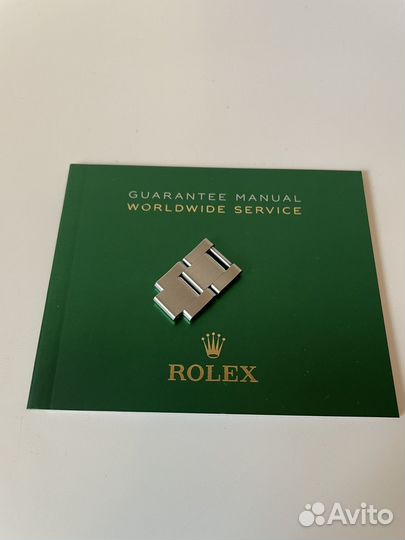 GUARANTEE MANUAL
WORLDWIDE SERVICE
ROLEX
Avito